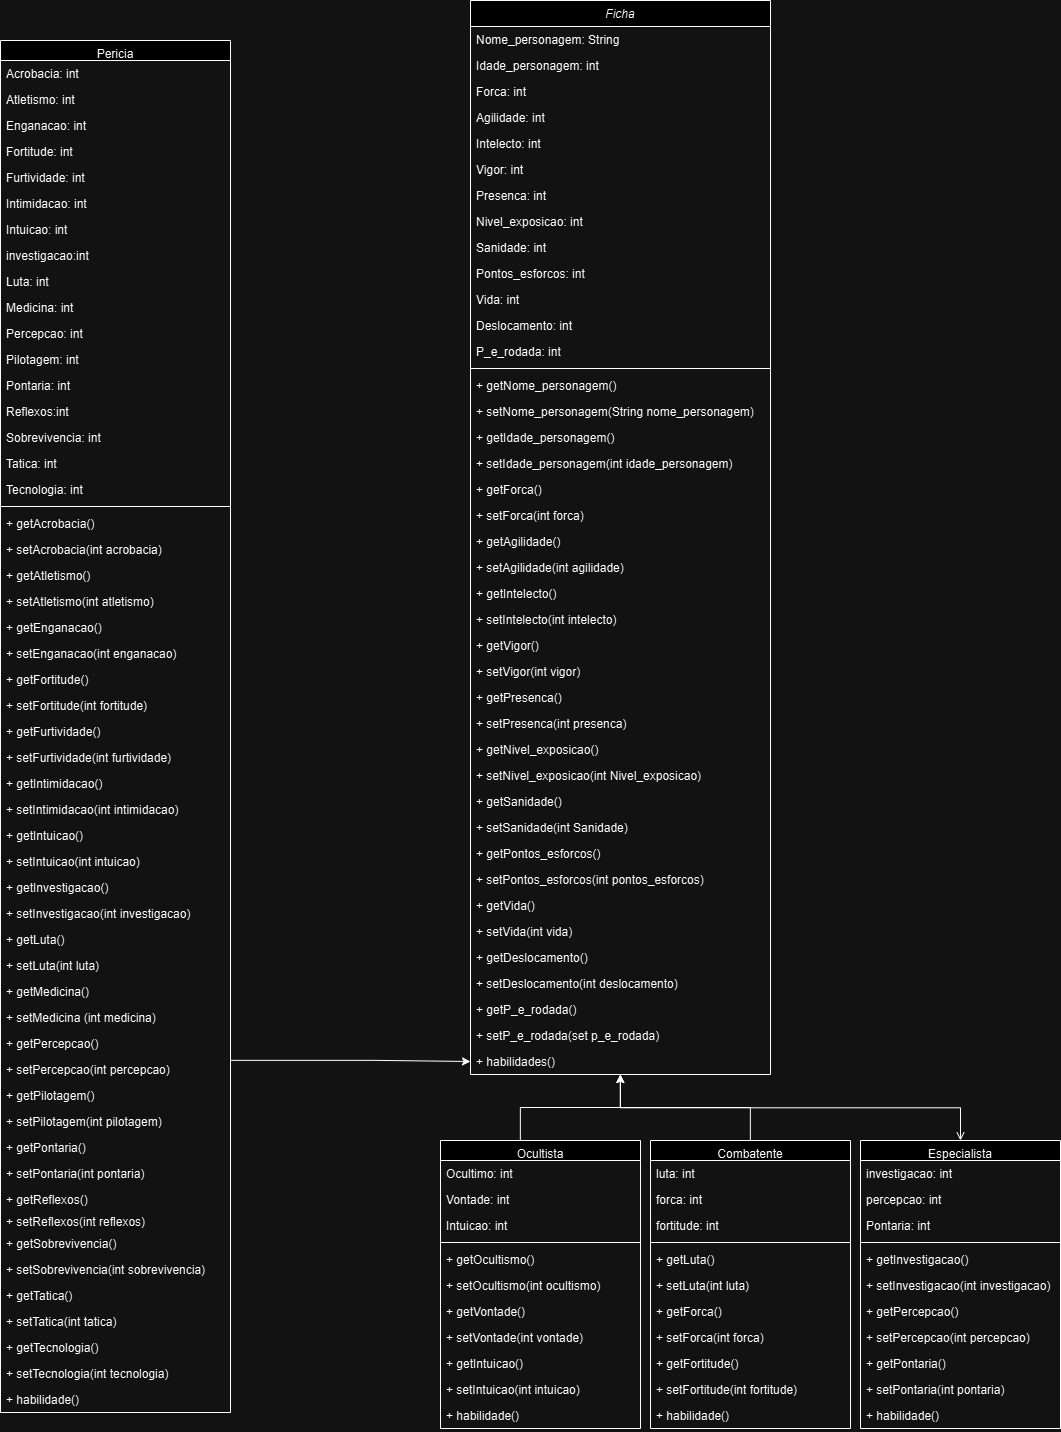 Pericia
Acrobacia: int
Atletismo: int
Enganacao: int
Fortitude: int
Furtividade: int
Intimidacao: int
Intuicao: int
investigacao:int
Luta: int
Medicina: int
Percepcao: int
Pilotagem: int
Pontaria: int
Reflexos:int
Sobrevivencia: int
Tatica: int
Tecnologia: int
+ getAcrobacia()
+ setAcrobacia(int acrobacia)
+ getAtletismo()
+ setAtletismo(int atletismo)
+ getEnganacao()
+ setEnganacao(int enganacao)
+ getFortitude()
+ setFortitude(int fortitude)
+ getFurtividade()
+ setFurtividade(int furtividade)
+ getIntimidacao()
+ setIntimidacao(int intimidacao)
+ getIntuicao()
+ setIntuicao(int intuicao)
+ getInvestigacao()
+ setInvestigacao(int investigacao)
+ getLuta()
+ setLuta(int luta)
+ getMedicina()
+ setMedicina (int medicina)
+ getPercepcao()
+ setPercepcao(int percepcao)
+ getPilotagem()
+ setPilotagem(int pilotagem)
+ getPontaria()
+ setPontaria(int pontaria)
+ getReflexos()
+ setReflexos(int reflexos)
+ getSobrevivencia()
+ setSobrevivencia(int sobrevivencia)
+ getTatica()
+ setTatica(int tatica)
+ getTecnologia()
+ setTecnologia(int tecnologia)
+ habilidade()
Ficha
Nome_personagem: String
Idade_personagem: int
Forca: int
Agilidade: int
Intelecto: int
Vigor: int
Presenca: int
Nivel_exposicao: int
Sanidade: int
Pontos_esforcos: int
Vida: int
Deslocamento: int
P_e_rodada: int
+ getNome_personagem()
+ setNome_personagem(String nome_personagem)
+ getIdade_personagem()
+ setIdade_personagem(int idade_personagem)
+ getForca()
+ setForca(int forca)
+ getAgilidade()
+ setAgilidade(int agilidade)
+ getIntelecto()
+ setIntelecto(int intelecto)
+ getVigor()
+ setVigor(int vigor)
+ getPresenca()
+ setPresenca(int presenca)
+ getNivel_exposicao()
+ setNivel_exposicao(int Nivel_exposicao)
+ getSanidade()
+ setSanidade(int Sanidade)
+ getPontos_esforcos()
+ setPontos_esforcos(int pontos_esforcos)
+ getVida()
+ setVida(int vida)
+ getDeslocamento()
+ setDeslocamento(int deslocamento)
+ getP_e_rodada()
+ setP_e_rodada(set p_e_rodada)
+ habilidades()
Ocultista
Ocultimo: int
Vontade: int
Intuicao: int
+ getOcultismo()
+ setOcultismo(int ocultismo)
+ getVontade()
+ setVontade(int vontade)
+ getIntuicao()
+ setIntuicao(int intuicao)
+ habilidade()
Combatente
luta: int
forca: int
fortitude: int
+ getLuta()
+ setLuta(int luta)
+ getForca()
+ setForca(int forca)
+ getFortitude()
+ setFortitude(int fortitude)
+ habilidade()
Especialista
investigacao: int
percepcao: int
Pontaria: int
+ getInvestigacao()
+ setInvestigacao(int investigacao)
+ getPercepcao()
+ setPercepcao(int percepcao)
+ getPontaria()
+ setPontaria(int pontaria)
+ habilidade()